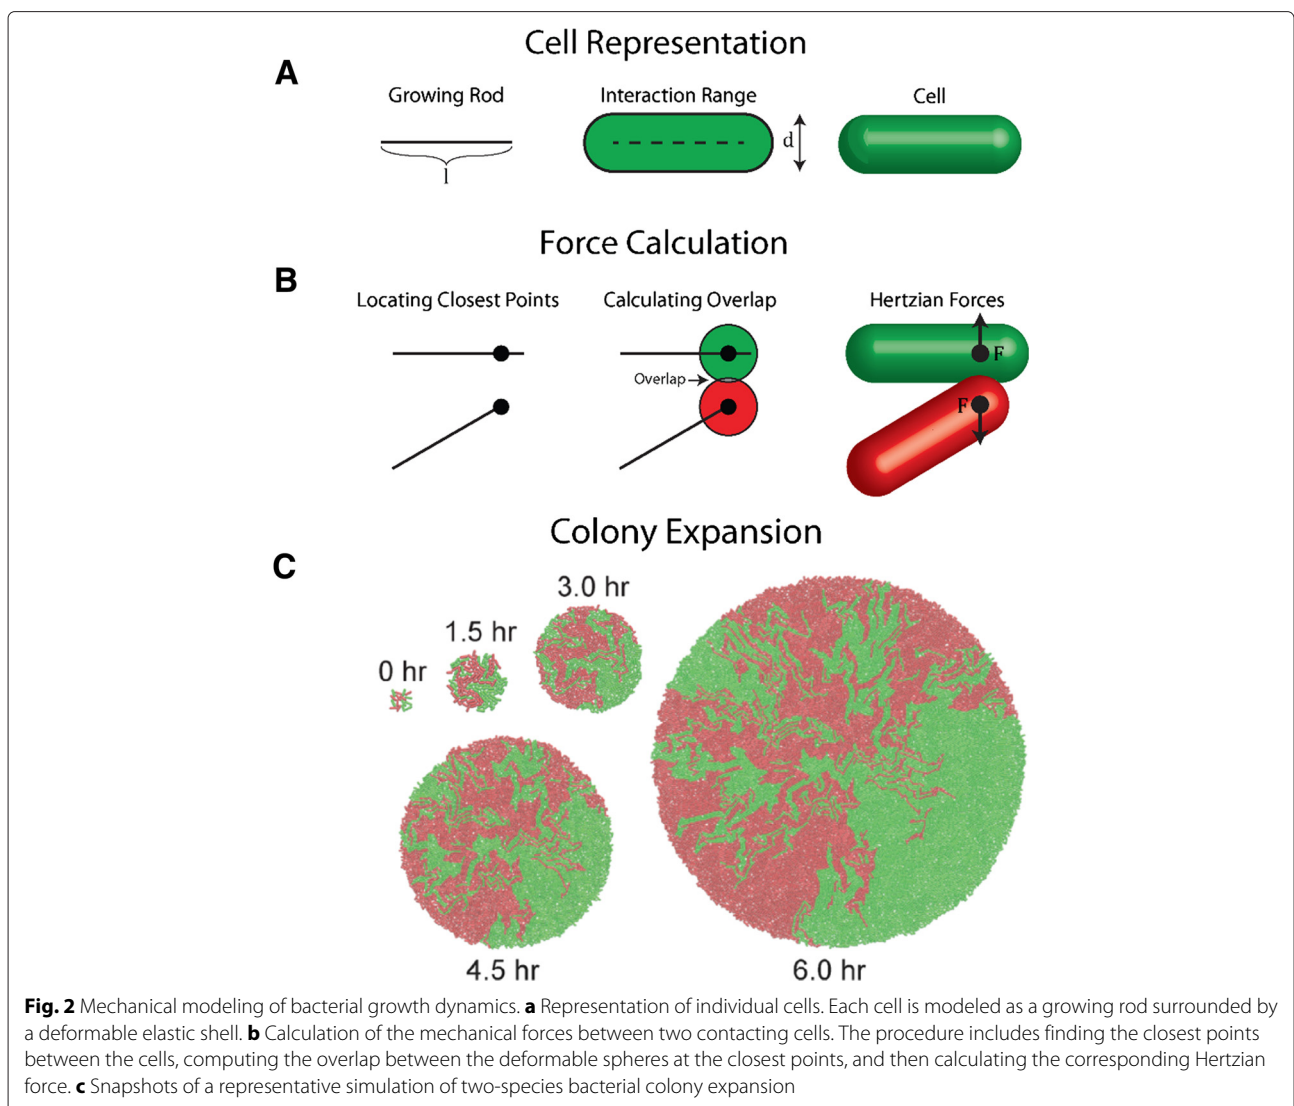 Cell Representation
A
Growing Rod
Interaction Range
Cell
l
d
Force Calculation
B
Locating Closest Points
Calculating Overlap
Hertzian Forces
Overlap
F
F
Colony Expansion
C
0 hr
1.5 hr
3.0 hr
4.5 hr
6.0 hr
Fig. 2 Mechanical modeling of bacterial growth dynamics. a Representation of individual cells. Each cell is modeled as a growing rod surrounded by
a deformable elastic shell. b Calculation of the mechanical forces between two contacting cells. The procedure includes finding the closest points
between the cells, computing the overlap between the deformable spheres at the closest points, and then calculating the corresponding Hertzian
force. c Snapshots of a representative simulation of two-species bacterial colony expansion